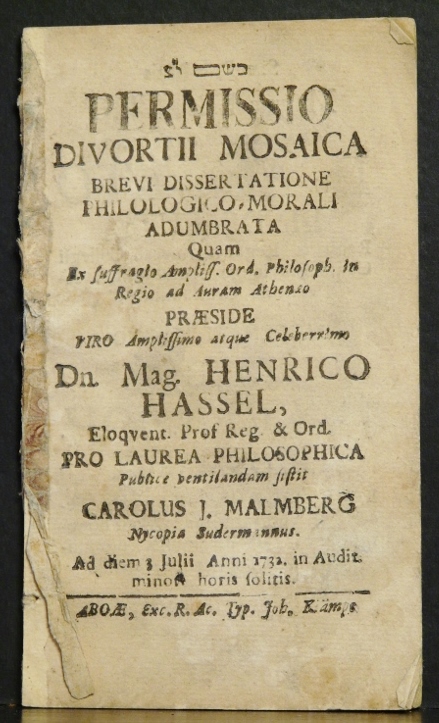 בשם יי
PERMISSIO
DIVORTII MOSAICA
BREVI DISSERTATIONE
PHILOLOGICO-MORALI
ADUMBRATA
Quam
Ex suffragio Ampliss. Ord. Philosoph. in
Regio ad Auram Athenæo
PRÆSIDE
VIRO Amplissimo atque Celeberrimo
Dn. Mag. HENRICO
HASSEL,
Eloqvent. Prof Reg. & Ord.
PRO LAUREA PHILOSOPHICA
Publice ventilandam sistit
CAROLUS J. MALMBERG
Nycopia Sudermannus.
Ad diem 3 Julii Anni 1732. in Audit.
minori horis solitis.
ABOÆ, Exc. R. Ac. Typ. Joh. Kiämpe